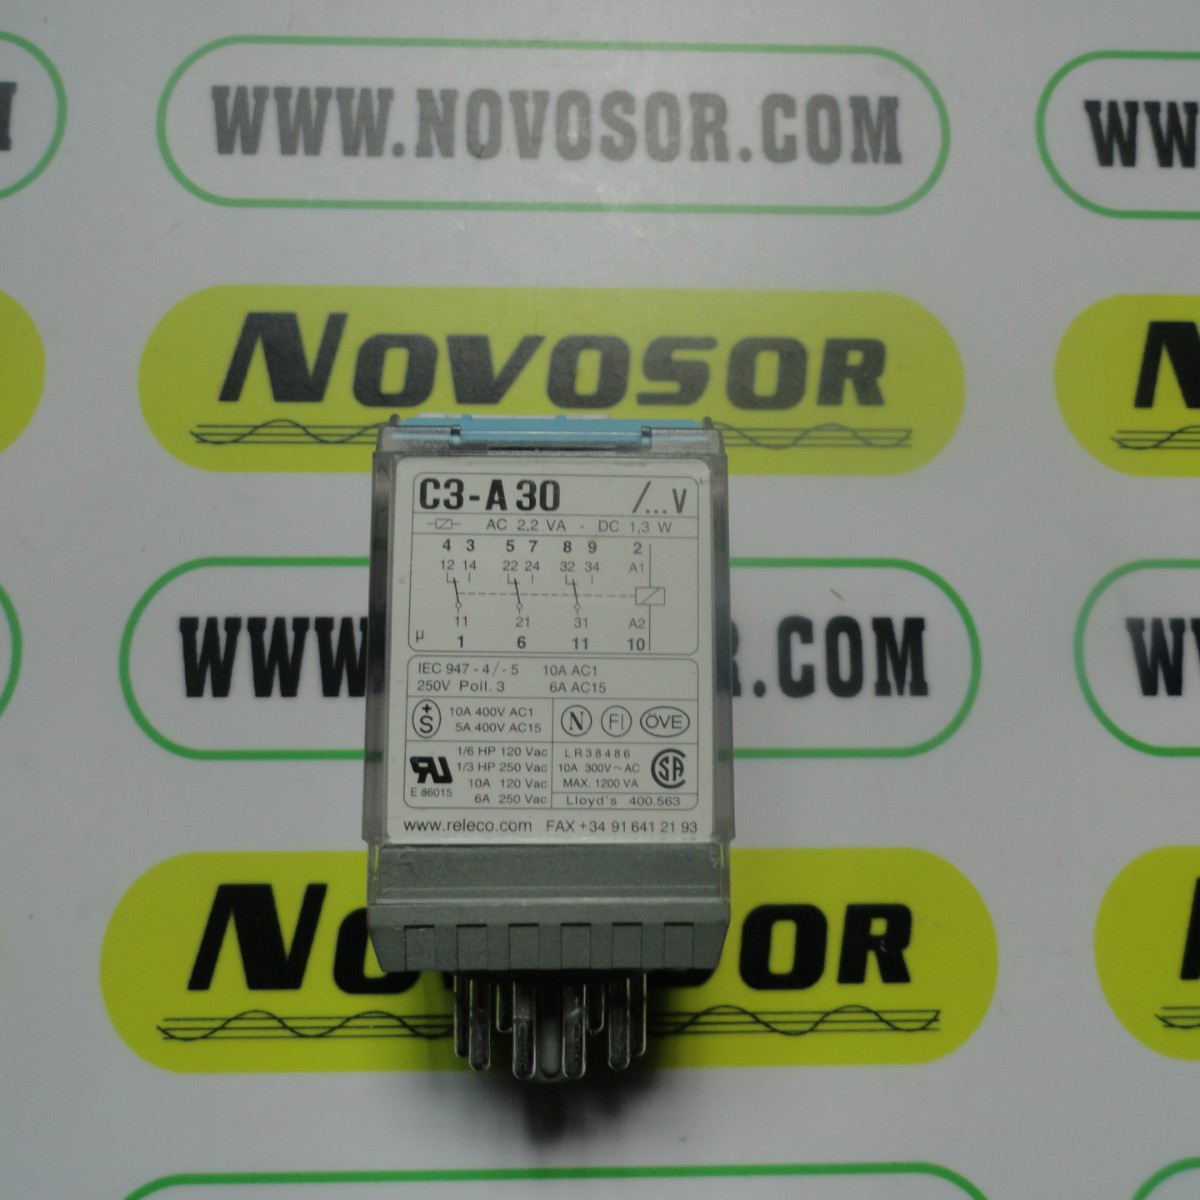 WWW.NOVOSOR.COM
WW
NOVOSOR
N
C3-A30 /...V
AC 2,2 VA - DC 1,3 W
4 3 5 7 8 9 2
12 14 22 24 32 34 A1
11 21 31 A2
µ 1 6 11 10
IEC 947-4/-5 10A AC1
250V Poll. 3 6A AC15
+S 10A 400V AC1 N FI ÖVE
5A 400V AC15
RU 1/6 HP 120 Vac LR38486 SA
1/3 HP 250 Vac 10A 300V~AC
10A 120 Vac MAX. 1200 VA
E 86015 6A 250 Vac Lloyd's 400.563
www.releco.com FAX +34 91 641 21 93
WWW R.COM W
NO OR